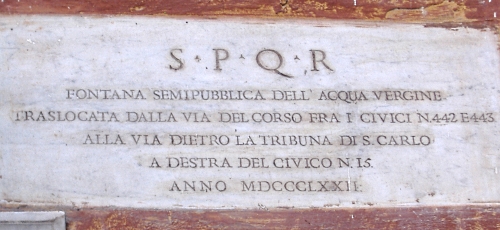 S·P·Q·R
FONTANA SEMIPUBBLICA DELL'ACQUA VERGINE
TRASLOCATA DALLA VIA DEL CORSO FRA I CIVICI N.442 E 443
ALLA VIA DIETRO LA TRIBUNA DI S. CARLO
A DESTRA DEL CIVICO N. 15.
ANNO MDCCCLXXII